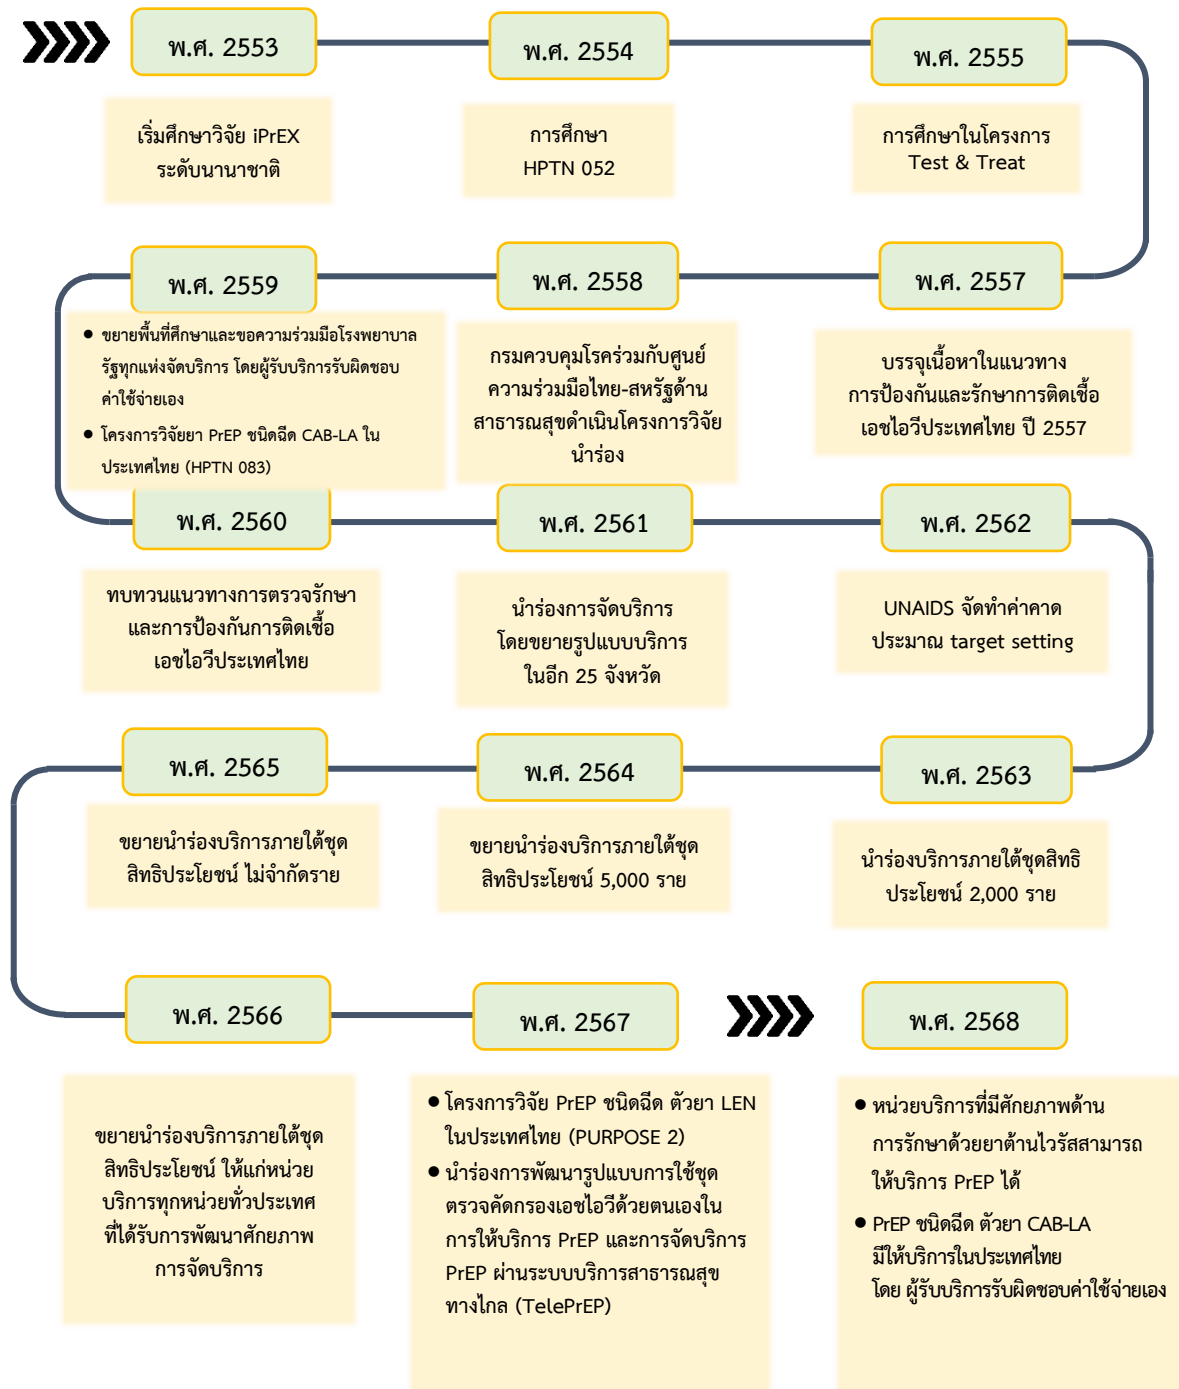 พ.ศ. 2553
เริ่มศึกษาวิจัย iPrEX
ระดับนานาชาติ
พ.ศ. 2554
การศึกษา
HPTN 052
พ.ศ. 2555
การศึกษาในโครงการ
Test & Treat
พ.ศ. 2557
บรรจุเนื้อหาในแนวทาง
การป้องกันและรักษาการติดเชื้อ
เอชไอวีประเทศไทย ปี 2557
พ.ศ. 2558
กรมควบคุมโรคร่วมกับศูนย์
ความร่วมมือไทย-สหรัฐด้าน
สาธารณสุขดำเนินโครงการวิจัย
นำร่อง
พ.ศ. 2559
● ขยายพื้นที่ศึกษาและขอความร่วมมือโรงพยาบาล
รัฐทุกแห่งจัดบริการ โดยผู้รับบริการรับผิดชอบ
ค่าใช้จ่ายเอง
● โครงการวิจัยยา PrEP ชนิดฉีด CAB-LA ใน
ประเทศไทย (HPTN 083)
พ.ศ. 2560
ทบทวนแนวทางการตรวจรักษา
และการป้องกันการติดเชื้อ
เอชไอวีประเทศไทย
พ.ศ. 2561
นำร่องการจัดบริการ
โดยขยายรูปแบบบริการ
ในอีก 25 จังหวัด
พ.ศ. 2562
UNAIDS จัดทำค่าคาด
ประมาณ target setting
พ.ศ. 2563
นำร่องบริการภายใต้ชุดสิทธิ
ประโยชน์ 2,000 ราย
พ.ศ. 2564
ขยายนำร่องบริการภายใต้ชุด
สิทธิประโยชน์ 5,000 ราย
พ.ศ. 2565
ขยายนำร่องบริการภายใต้ชุด
สิทธิประโยชน์ ไม่จำกัดราย
พ.ศ. 2566
ขยายนำร่องบริการภายใต้ชุด
สิทธิประโยชน์ ให้แก่หน่วย
บริการทุกหน่วยทั่วประเทศ
ที่ได้รับการพัฒนาศักยภาพ
การจัดบริการ
พ.ศ. 2567
● โครงการวิจัย PrEP ชนิดฉีด ตัวยา LEN
ในประเทศไทย (PURPOSE 2)
● นำร่องการพัฒนารูปแบบการใช้ชุด
ตรวจคัดกรองเอชไอวีด้วยตนเองใน
การให้บริการ PrEP และการจัดบริการ
PrEP ผ่านระบบบริการสาธารณสุข
ทางไกล (TelePrEP)
พ.ศ. 2568
● หน่วยบริการที่มีศักยภาพด้าน
การรักษาด้วยยาต้านไวรัสสามารถ
ให้บริการ PrEP ได้
● PrEP ชนิดฉีด ตัวยา CAB-LA
มีให้บริการในประเทศไทย
โดย ผู้รับบริการรับผิดชอบค่าใช้จ่ายเอง